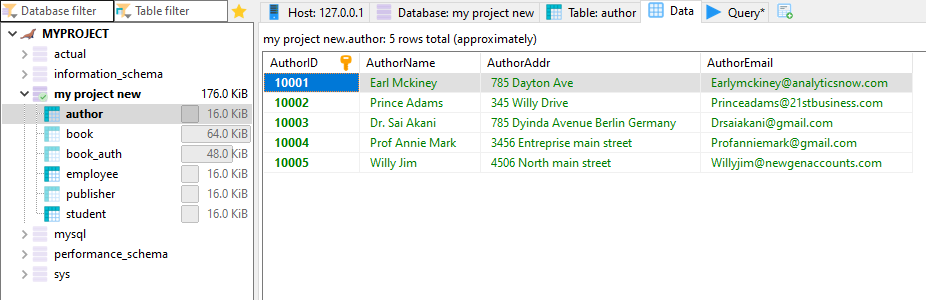 Database filter Table filter Host: 127.0.0.1 Database: my project new Table: author Data Query*
MYPROJECT
my project new.author: 5 rows total (approximately)
actual
information_schema
my project new 176.0 KiB
author 16.0 KiB
book 64.0 KiB
book_auth 48.0 KiB
employee 16.0 KiB
publisher 16.0 KiB
student 16.0 KiB
mysql
performance_schema
sys
AuthorID AuthorName AuthorAddr AuthorEmail
10001 Earl Mckiney 785 Dayton Ave Earlymckiney@analyticsnow.com
10002 Prince Adams 345 Willy Drive Princeadams@21stbusiness.com
10003 Dr. Sai Akani 785 Dyinda Avenue Berlin Germany Drsaiakani@gmail.com
10004 Prof Annie Mark 3456 Entreprise main street Profanniemark@gmail.com
10005 Willy Jim 4506 North main street Willyjim@newgenaccounts.com